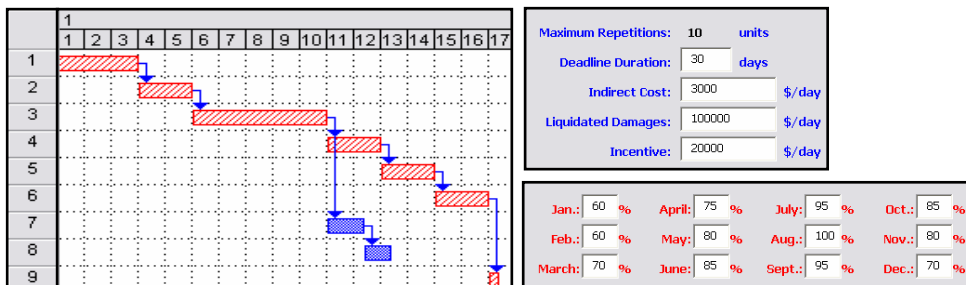 1
1 2 3 4 5 6 7 8 9 10 11 12 13 14 15 16 17
1
2
3
4
5
6
7
8
9
Maximum Repetitions: 10 units
Deadline Duration: 30 days
Indirect Cost: 3000 $/day
Liquidated Damages: 100000 $/day
Incentive: 20000 $/day
Jan.: 60 % April: 75 % July: 95 % Oct.: 85 %
Feb.: 60 % May: 80 % Aug.: 100 % Nov.: 80 %
March: 70 % June: 85 % Sept.: 95 % Dec.: 70 %